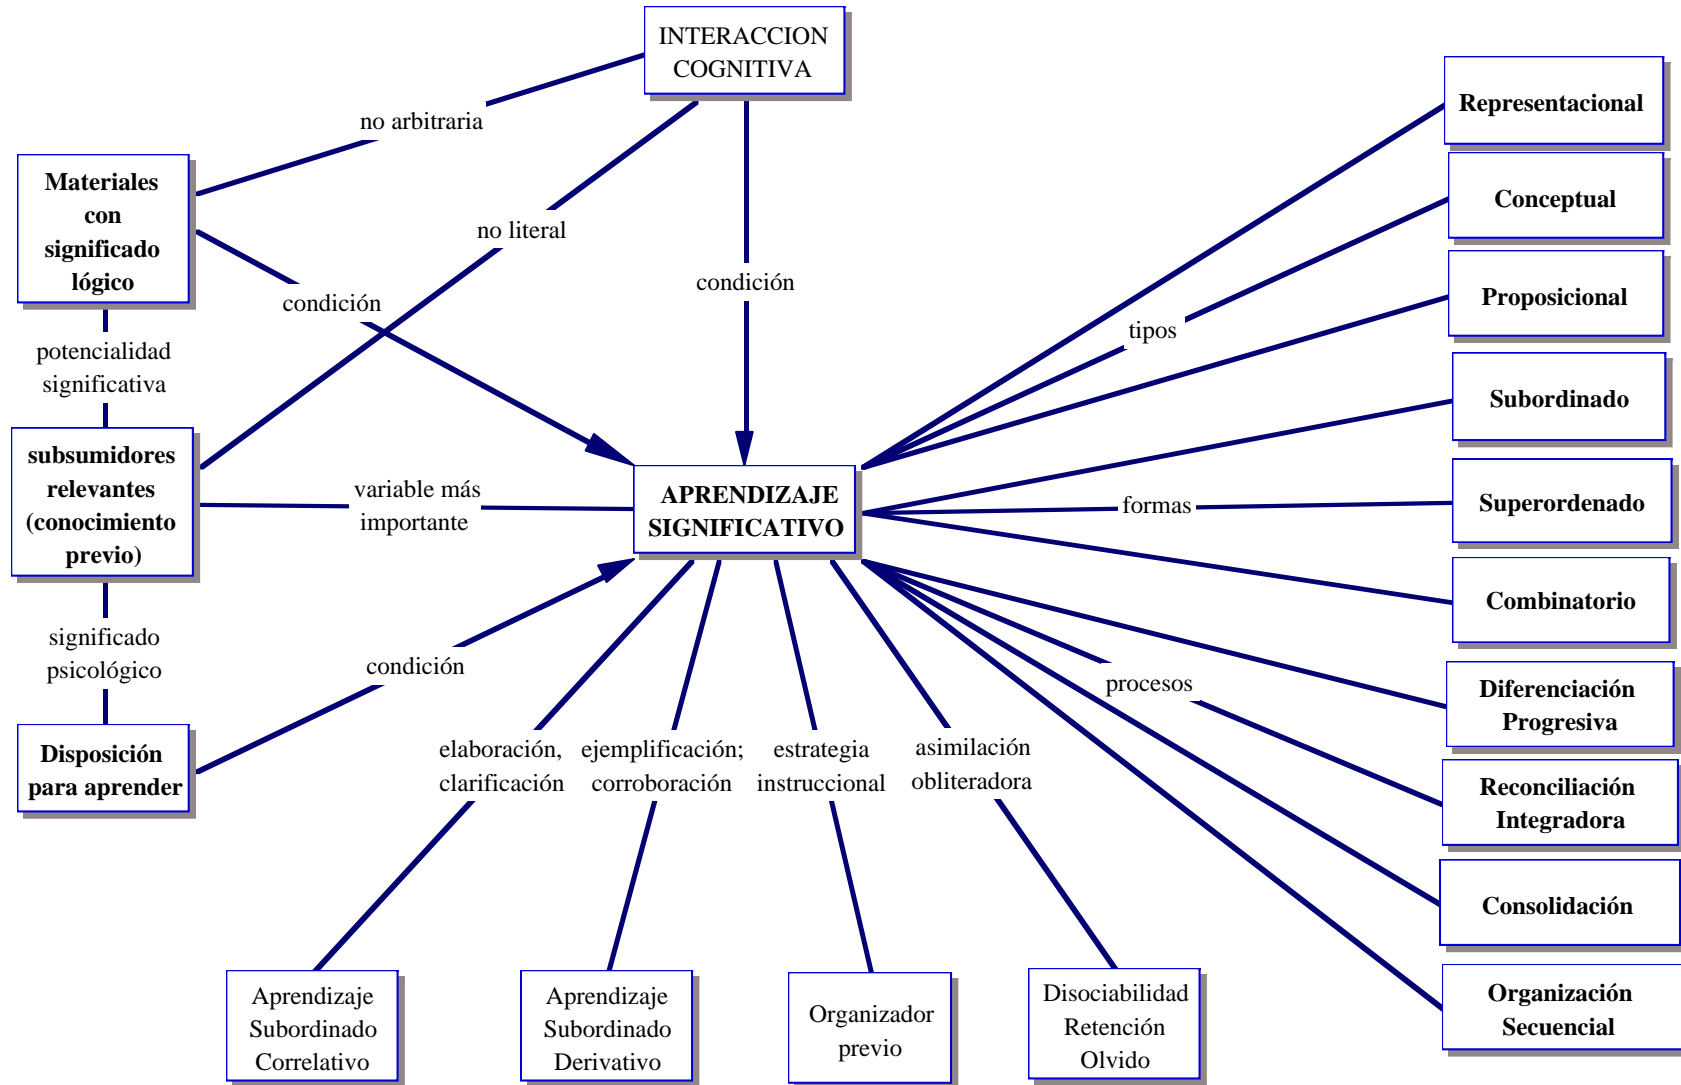 INTERACCION
COGNITIVA
no arbitraria
Materiales
con
significado
lógico
no literal
condición
condición
potencialidad
significativa
subsumidores
relevantes
(conocimiento
previo)
variable más
importante
APRENDIZAJE
SIGNIFICATIVO
significado
psicológico
condición
Disposición
para aprender
elaboración,
clarificación
ejemplificación;
corroboración
estrategia
instruccional
asimilación
obliteradora
Aprendizaje
Subordinado
Correlativo
Aprendizaje
Subordinado
Derivativo
Organizador
previo
Disociabilidad
Retención
Olvido
tipos
Representacional
Conceptual
Proposicional
formas
Subordinado
Superordenado
Combinatorio
procesos
Diferenciación
Progresiva
Reconciliación
Integradora
Consolidación
Organización
Secuencial